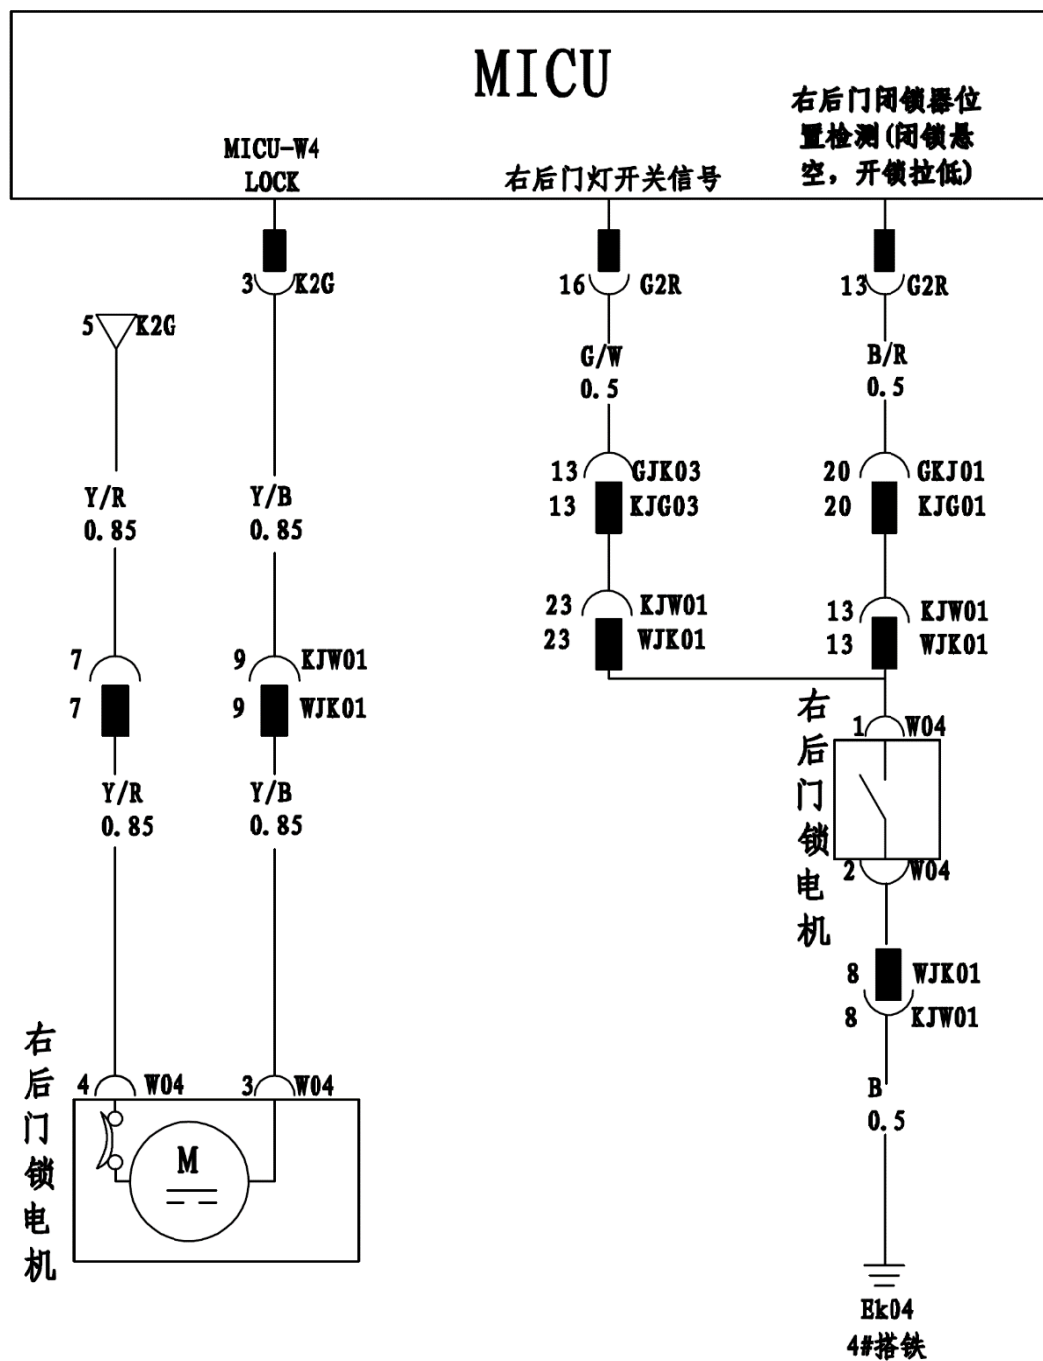 MICU
MICU-W4
LOCK
右后门灯开关信号
右后门闭锁器位
置检测(闭锁悬
空，开锁拉低)
3 K2G
16 G2R
13 G2R
5 K2G
G/W
0.5
B/R
0.5
13 GJK03
13 KJG03
20 GKJ01
20 KJG01
Y/R
0.85
Y/B
0.85
23 KJW01
23 WJK01
13 KJW01
13 WJK01
7
7
9 KJW01
9 WJK01
右后门锁电机
1 W04
2 W04
Y/R
0.85
Y/B
0.85
8 WJK01
8 KJW01
B
0.5
右后门锁电机
4 W04
3 W04
M
Ek04
4#搭铁